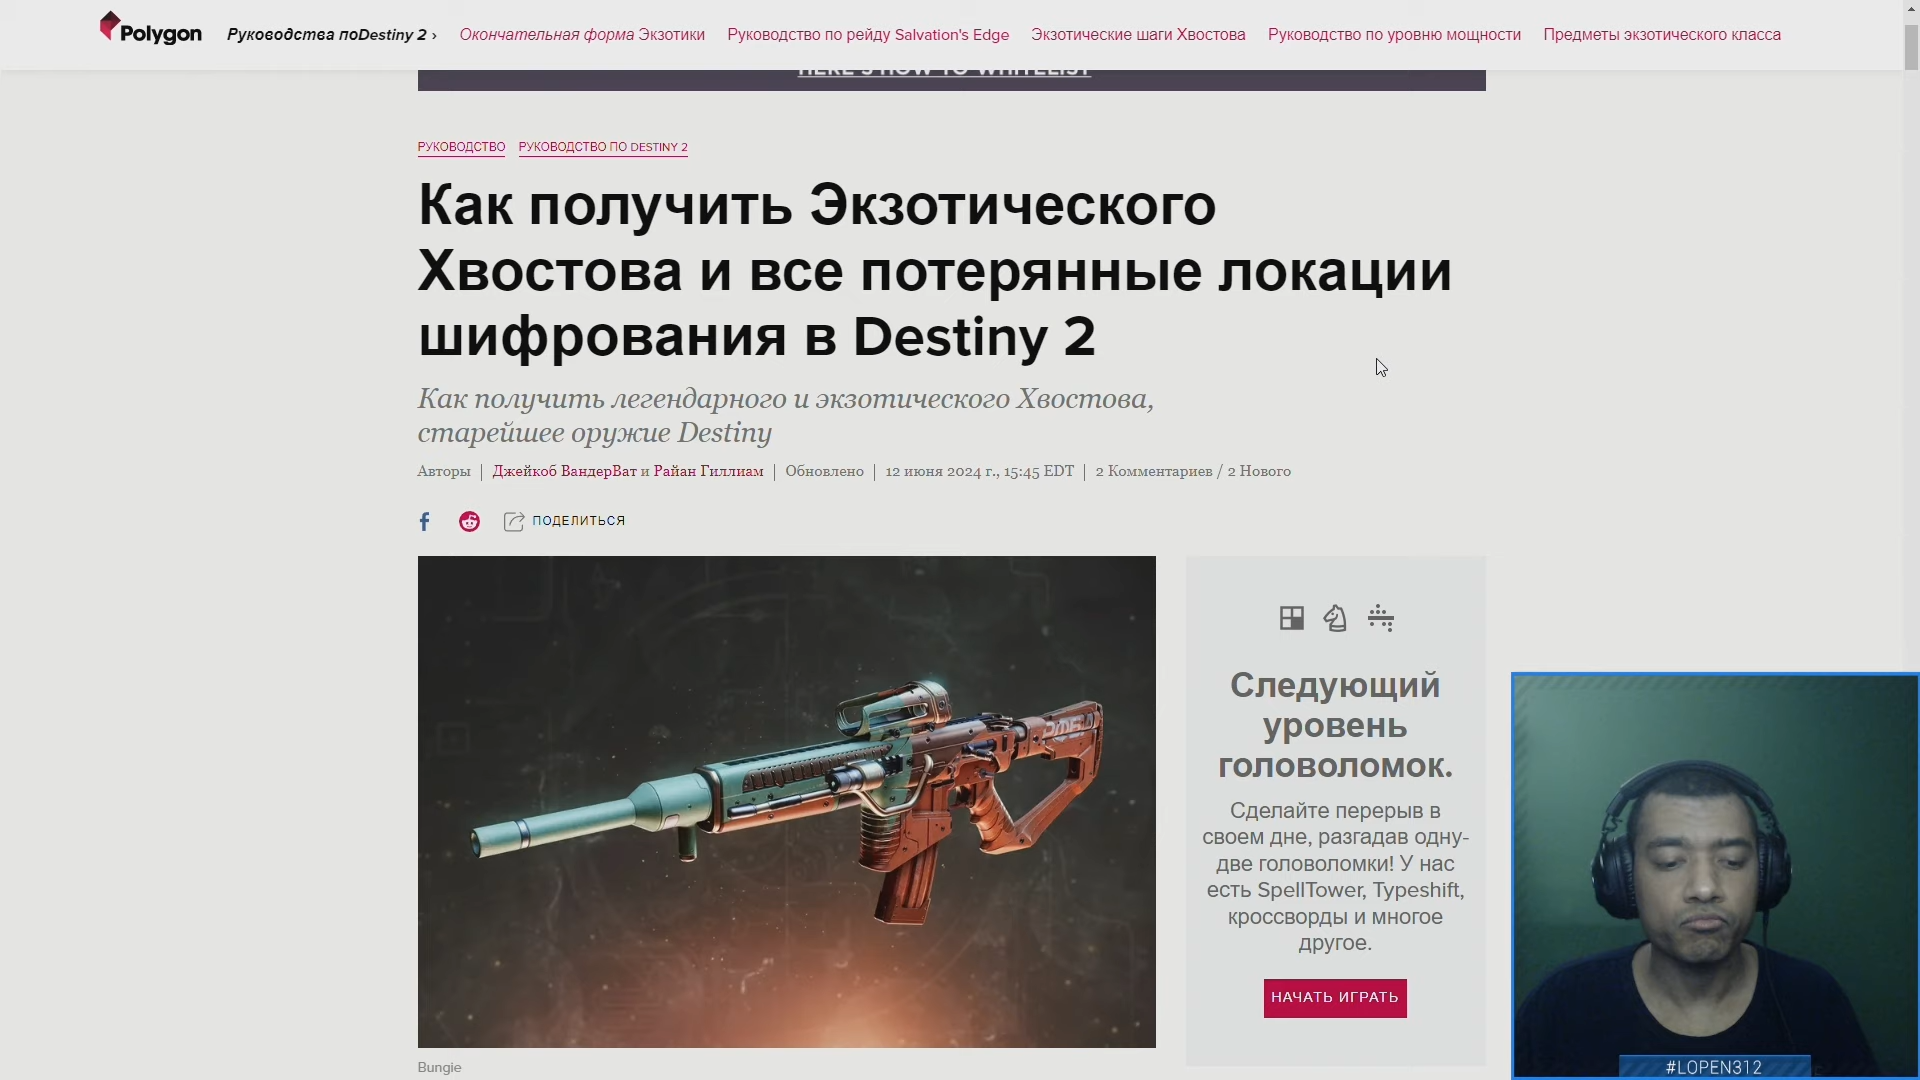 Polygon
Руководства поDestiny 2 ›
Окончательная форма Экзотики
Руководство по рейду Salvation's Edge
Экзотические шаги Хвостова
Руководство по уровню мощности
Предметы экзотического класса
HERE'S HOW TO WHITELIST
РУКОВОДСТВО
РУКОВОДСТВО ПО DESTINY 2
Как получить Экзотического
Хвостова и все потерянные локации
шифрования в Destiny 2
Как получить легендарного и экзотического Хвостова,
старейшее оружие Destiny
Авторы | Джейкоб ВандерВат и Райан Гиллиам | Обновлено | 12 июня 2024 г., 15:45 EDT | 2 Комментариев / 2 Нового
ПОДЕЛИТЬСЯ
Следующий
уровень
головоломок.
Сделайте перерыв в
своем дне, разгадав одну-
две головоломки! У нас
есть SpellTower, Typeshift,
кроссворды и многое
другое.
НАЧАТЬ ИГРАТЬ
Bungie
#LOPEN312